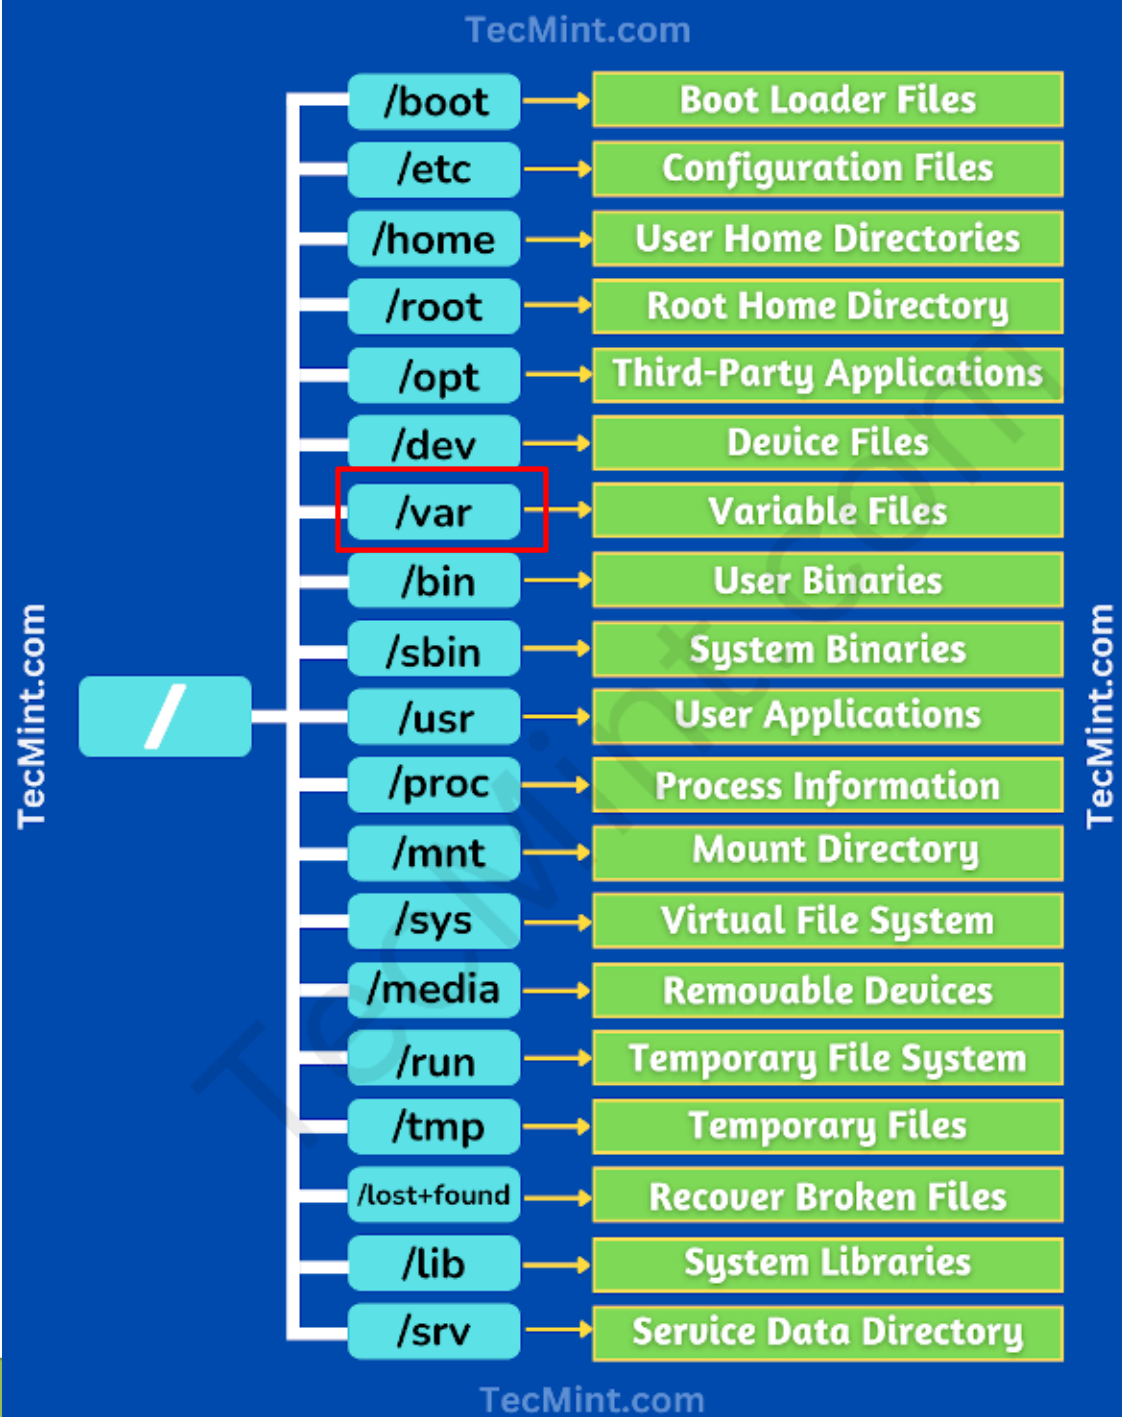 TecMint.com
/boot Boot Loader Files
/etc Configuration Files
/home User Home Directories
/root Root Home Directory
/opt Third-Party Applications
/dev Device Files
/var Variable Files
/bin User Binaries
/sbin System Binaries
/
/usr User Applications
/proc Process Information
/mnt Mount Directory
/sys Virtual File System
/media Removable Devices
/run Temporary File System
/tmp Temporary Files
/lost+found Recover Broken Files
/lib System Libraries
/srv Service Data Directory
TecMint.com
TecMint.com
TecMint.com
TecMint.com